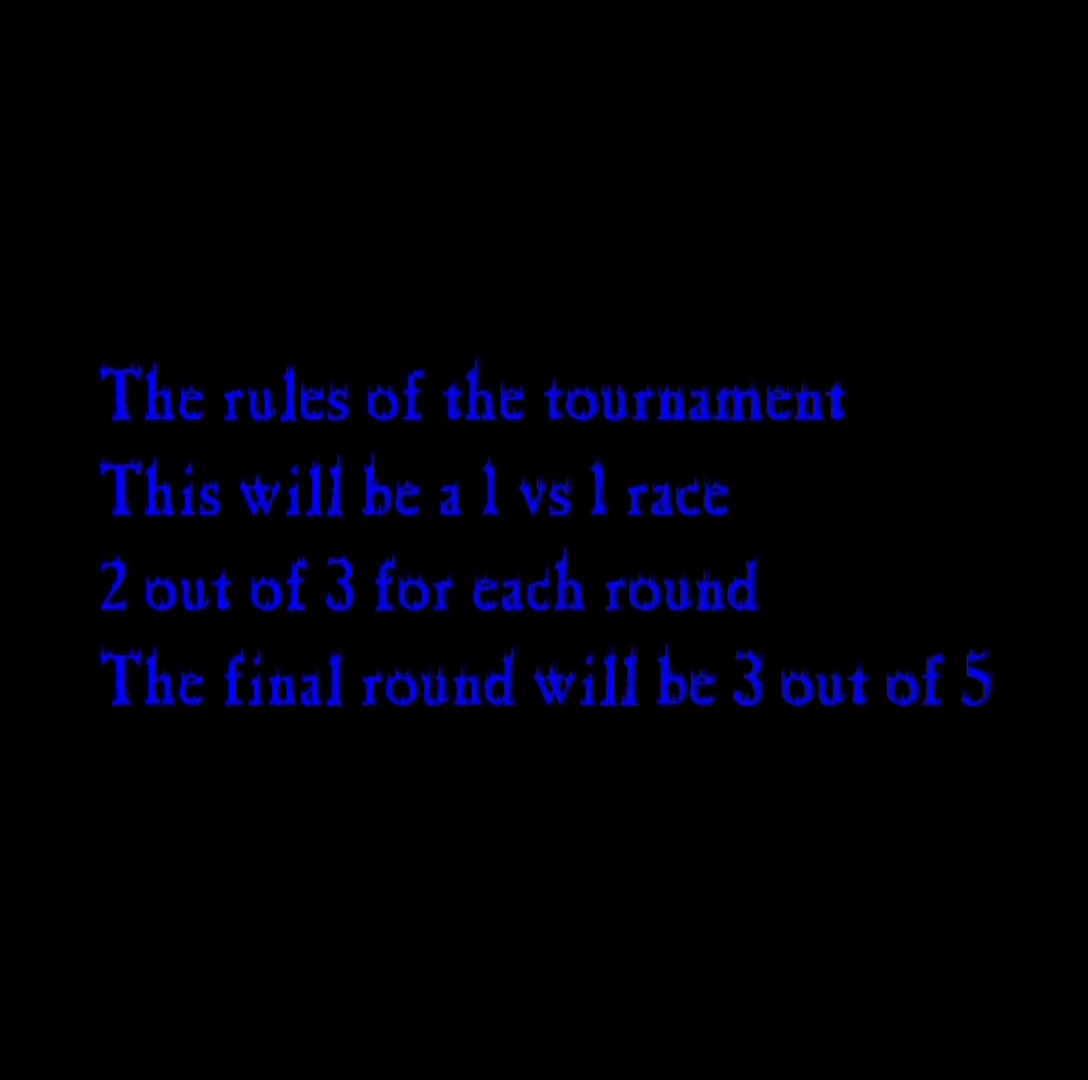 The rules of the tournament
This will be a 1 vs 1 race
2 out of 3 for each round
The final round will be 3 out of 5